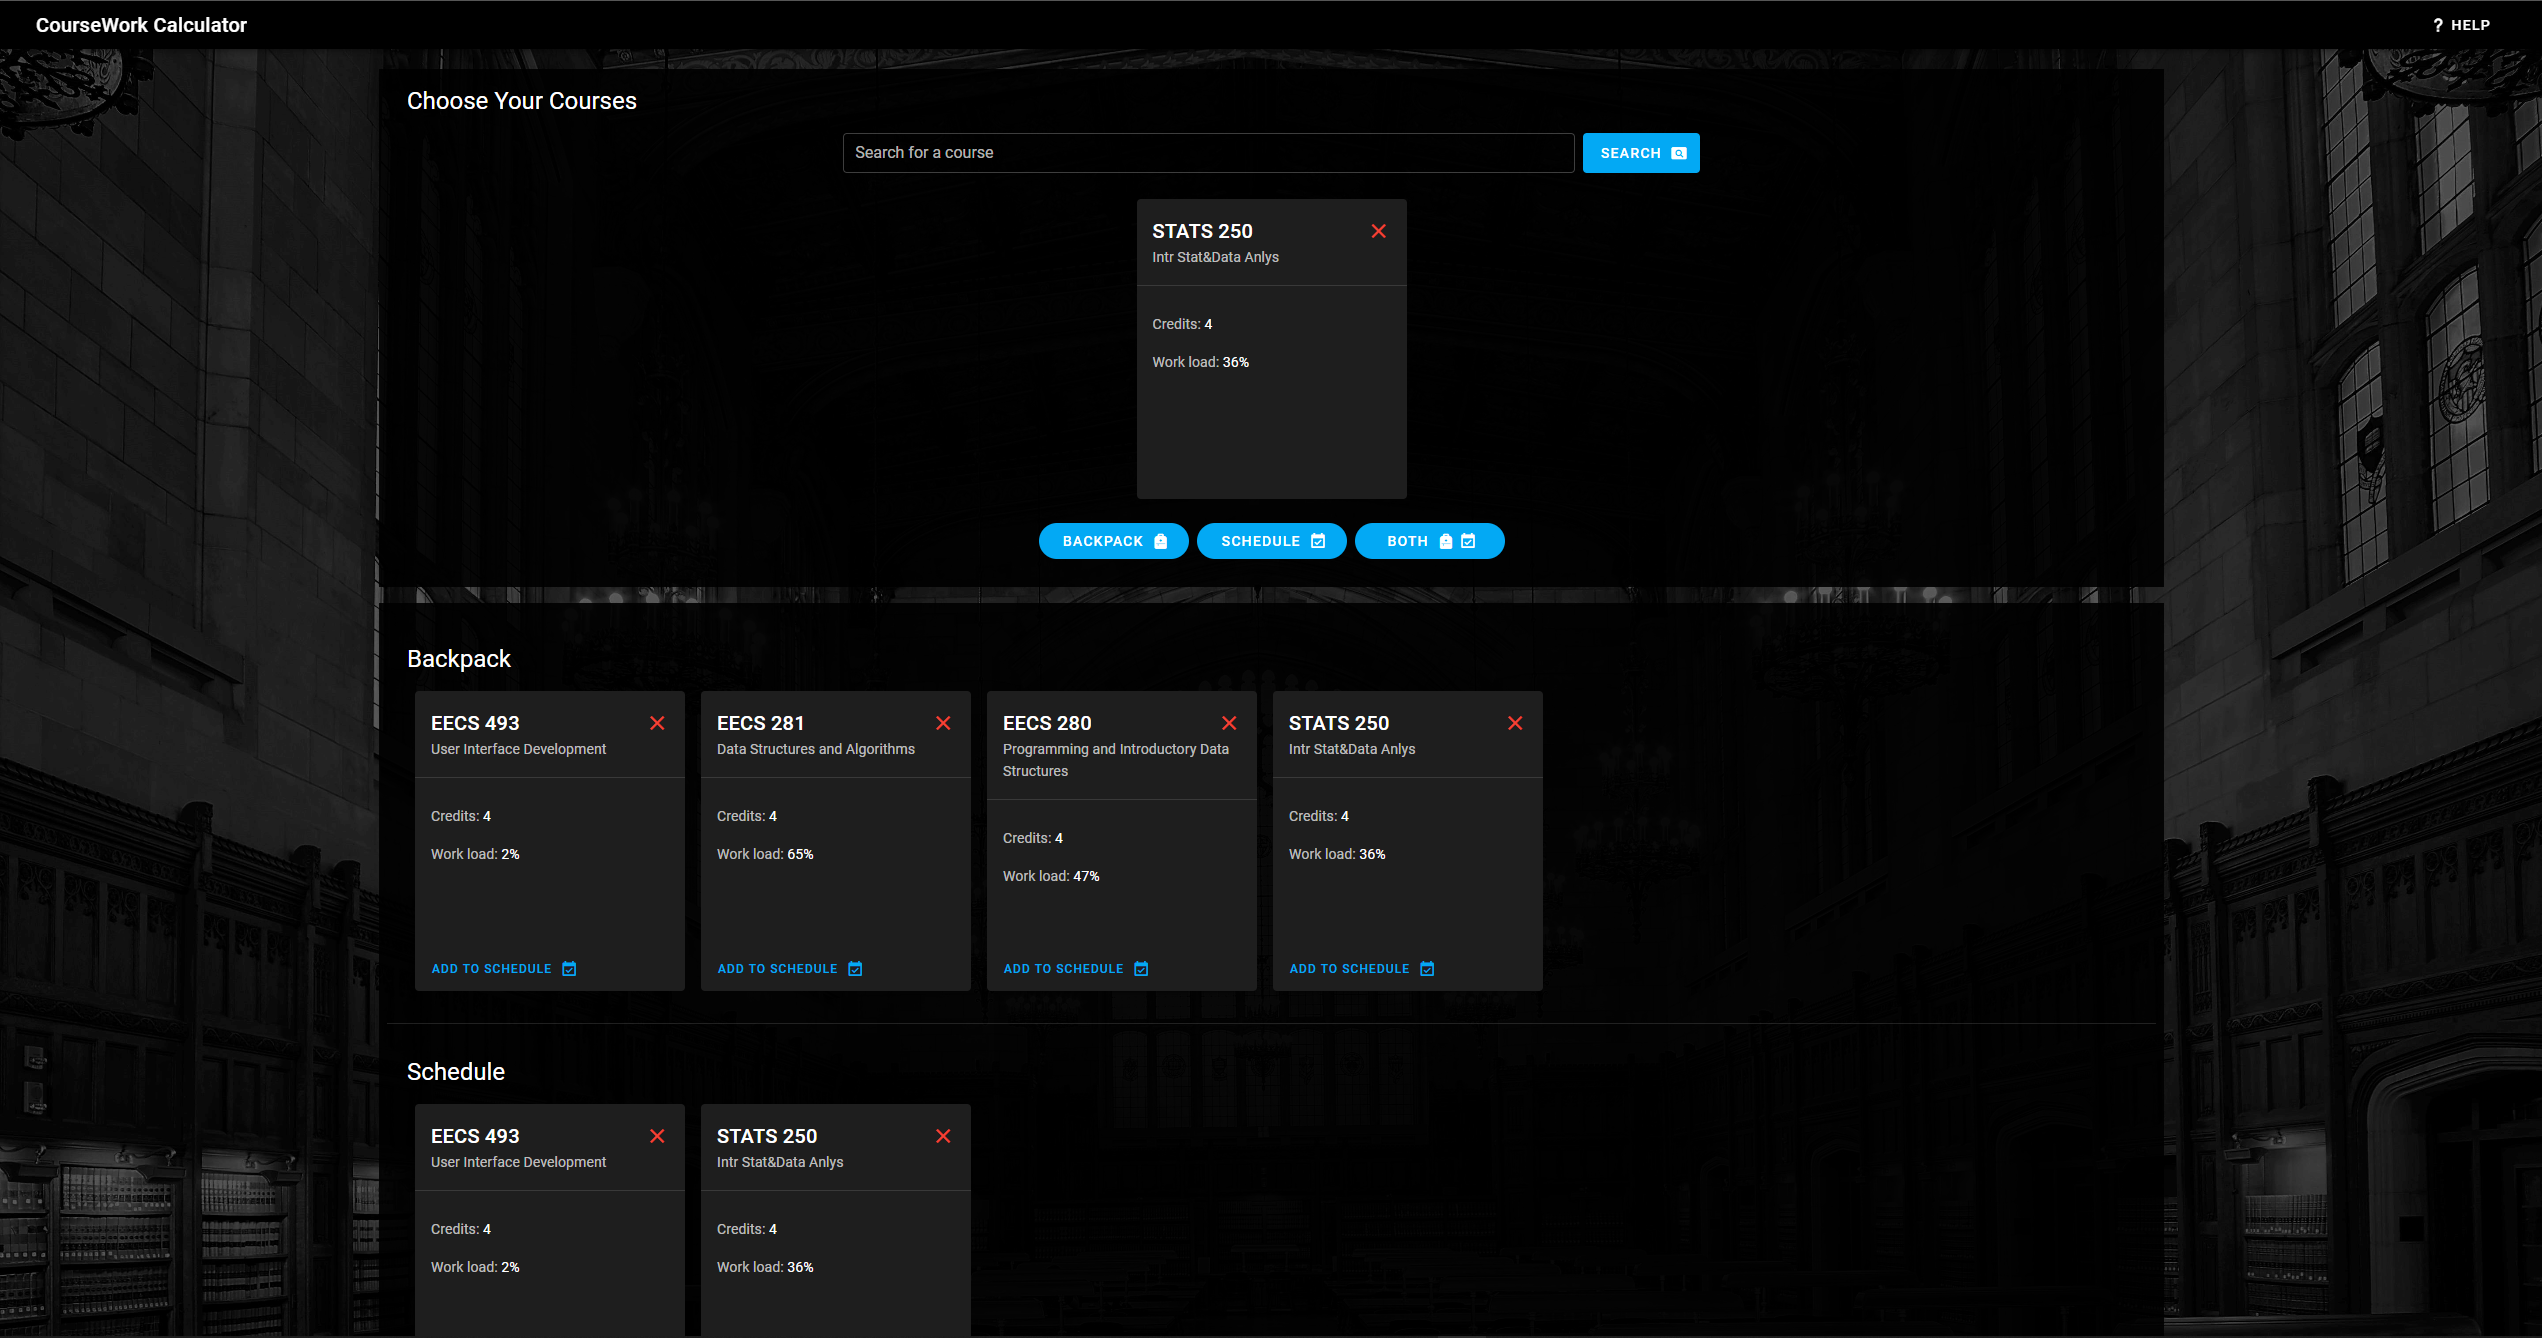 CourseWork Calculator
? HELP
Choose Your Courses
Search for a course
SEARCH
STATS 250
Intr Stat&Data Anlys
Credits: 4
Work load: 36%
BACKPACK
SCHEDULE
BOTH
Backpack
EECS 493
User Interface Development
Credits: 4
Work load: 2%
ADD TO SCHEDULE
EECS 281
Data Structures and Algorithms
Credits: 4
Work load: 65%
ADD TO SCHEDULE
EECS 280
Programming and Introductory Data
Structures
Credits: 4
Work load: 47%
ADD TO SCHEDULE
STATS 250
Intr Stat&Data Anlys
Credits: 4
Work load: 36%
ADD TO SCHEDULE
Schedule
EECS 493
User Interface Development
Credits: 4
Work load: 2%
STATS 250
Intr Stat&Data Anlys
Credits: 4
Work load: 36%